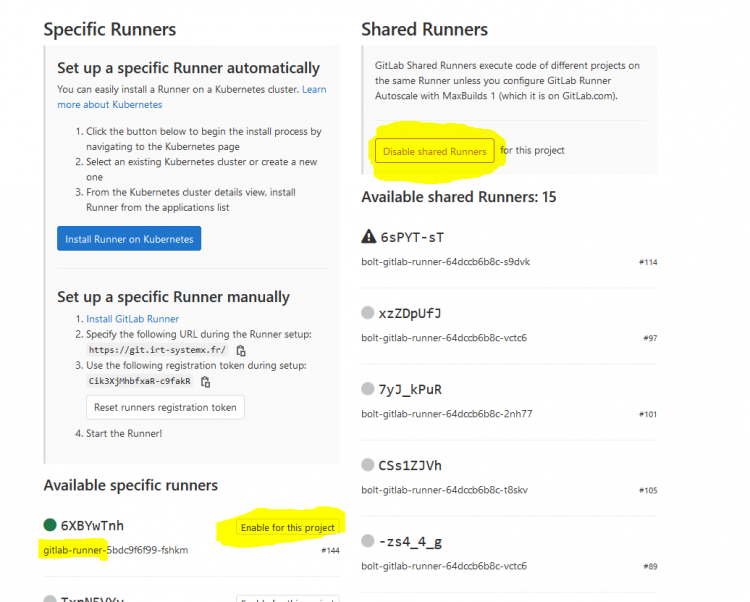 Specific Runners
Set up a specific Runner automatically
You can easily install a Runner on a Kubernetes cluster. Learn
more about Kubernetes
1. Click the button below to begin the install process by
navigating to the Kubernetes page
2. Select an existing Kubernetes cluster or create a new
one
3. From the Kubernetes cluster details view. install
Runner from the applications list
Install Runner on Kubernetes
Set up a specific Runner manually
1. Install GitLab Runner
2. Specify the following URL during the Runner setup:
https://git.irt-systemx.fr/
3. Use the following registration token during setup:
Cik3XjMhbfxaR-c9fakR
Reset runners registration token
4. Start the Runner!
Available specific runners
6XBYwTnh
Enable for this project
gitlab-runner-5bdc9f6f99-fshkm
#144
Shared Runners
GitLab Shared Runners execute code of different projects on
the same Runner unless you configure GitLab Runner
Autoscale with MaxBuilds 1 (which it is on GitLab.com).
Disable shared Runners for this project
Available shared Runners: 15
6sPYT-sT
bolt-gitlab-runner-64dccb6b8c-s9dvk
#114
xzZDpUfJ
bolt-gitlab-runner-64dccb6b8c-vctc6
#97
7yJ_kPuR
bolt-gitlab-runner-64dccb6b8c-2nh77
#101
CSs1ZJVh
bolt-gitlab-runner-64dccb6b8c-t8skv
#105
-zs4_4_g
bolt-gitlab-runner-64dccb6b8c-vctc6
#89